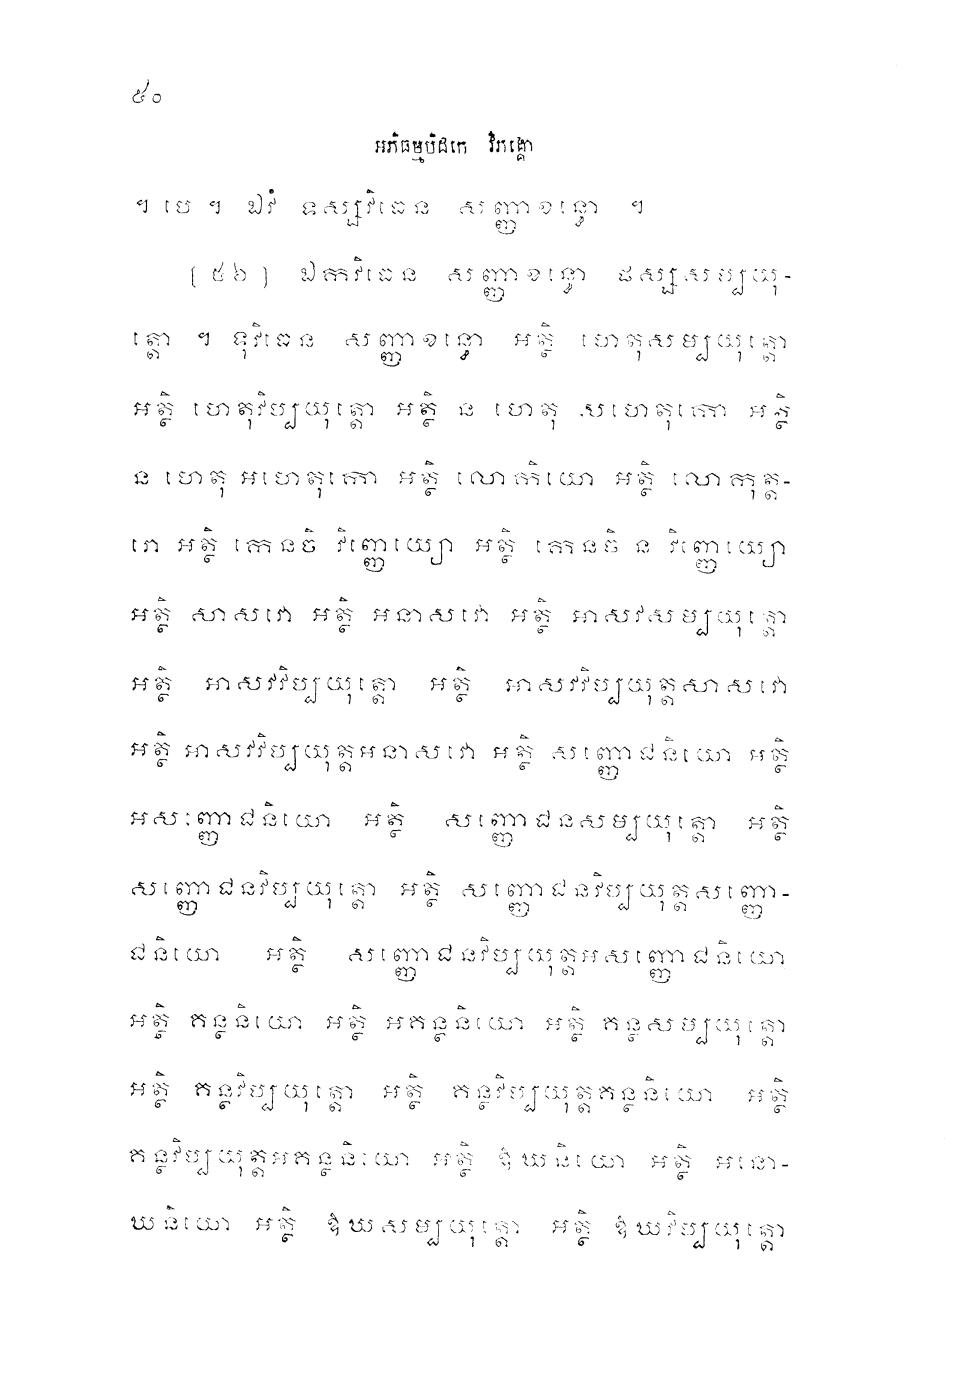 ៥០
អភិធម្មបិដកេ វិភង្គោ
។ បេ ។ ឯវំ ទស្សវិធេន សញ្ញាខន្ធោ ។
(៥៦) ឯកវិធេន សញ្ញាខន្ធោ ផស្សសម្បយុ-
ត្តោ ។ ទុវិធេន សញ្ញាខន្ធោ អត្ថិ ហេតុសម្បយុត្តោ
អត្ថិ ហេតុវិប្បយុត្តោ អត្ថិ ន ហេតុ សហេតុកោ អត្ថិ
ន ហេតុ អហេតុកោ អត្ថិ លោកិយោ អត្ថិ លោកុត្ត-
រោ អត្ថិ កេនចិ វិញ្ញេយ្យោ អត្ថិ កេនចិ ន វិញ្ញេយ្យោ
អត្ថិ សាសវោ អត្ថិ អនាសវោ អត្ថិ អាសវសម្បយុត្តោ
អត្ថិ អាសវវិប្បយុត្តោ អត្ថិ អាសវវិប្បយុត្តសាសវោ
អត្ថិ អាសវវិប្បយុត្តអនាសវោ អត្ថិ សញ្ញោជនិយោ អត្ថិ
អសញ្ញោជនិយោ អត្ថិ សញ្ញោជនសម្បយុត្តោ អត្ថិ
សញ្ញោជនវិប្បយុត្តោ អត្ថិ សញ្ញោជនវិប្បយុត្តសញ្ញោ-
ជនិយោ អត្ថិ សញ្ញោជនវិប្បយុត្តអសញ្ញោជនិយោ
អត្ថិ គន្ថនិយោ អត្ថិ អគន្ថនិយោ អត្ថិ គន្ថសម្បយុត្តោ
អត្ថិ គន្ថវិប្បយុត្តោ អត្ថិ គន្ថវិប្បយុត្តគន្ថនិយោ អត្ថិ
គន្ថវិប្បយុត្តអគន្ថនិយោ អត្ថិ ឱឃនិយោ អត្ថិ អនោ-
ឃនិយោ អត្ថិ ឱឃសម្បយុត្តោ អត្ថិ ឱឃវិប្បយុត្តោ